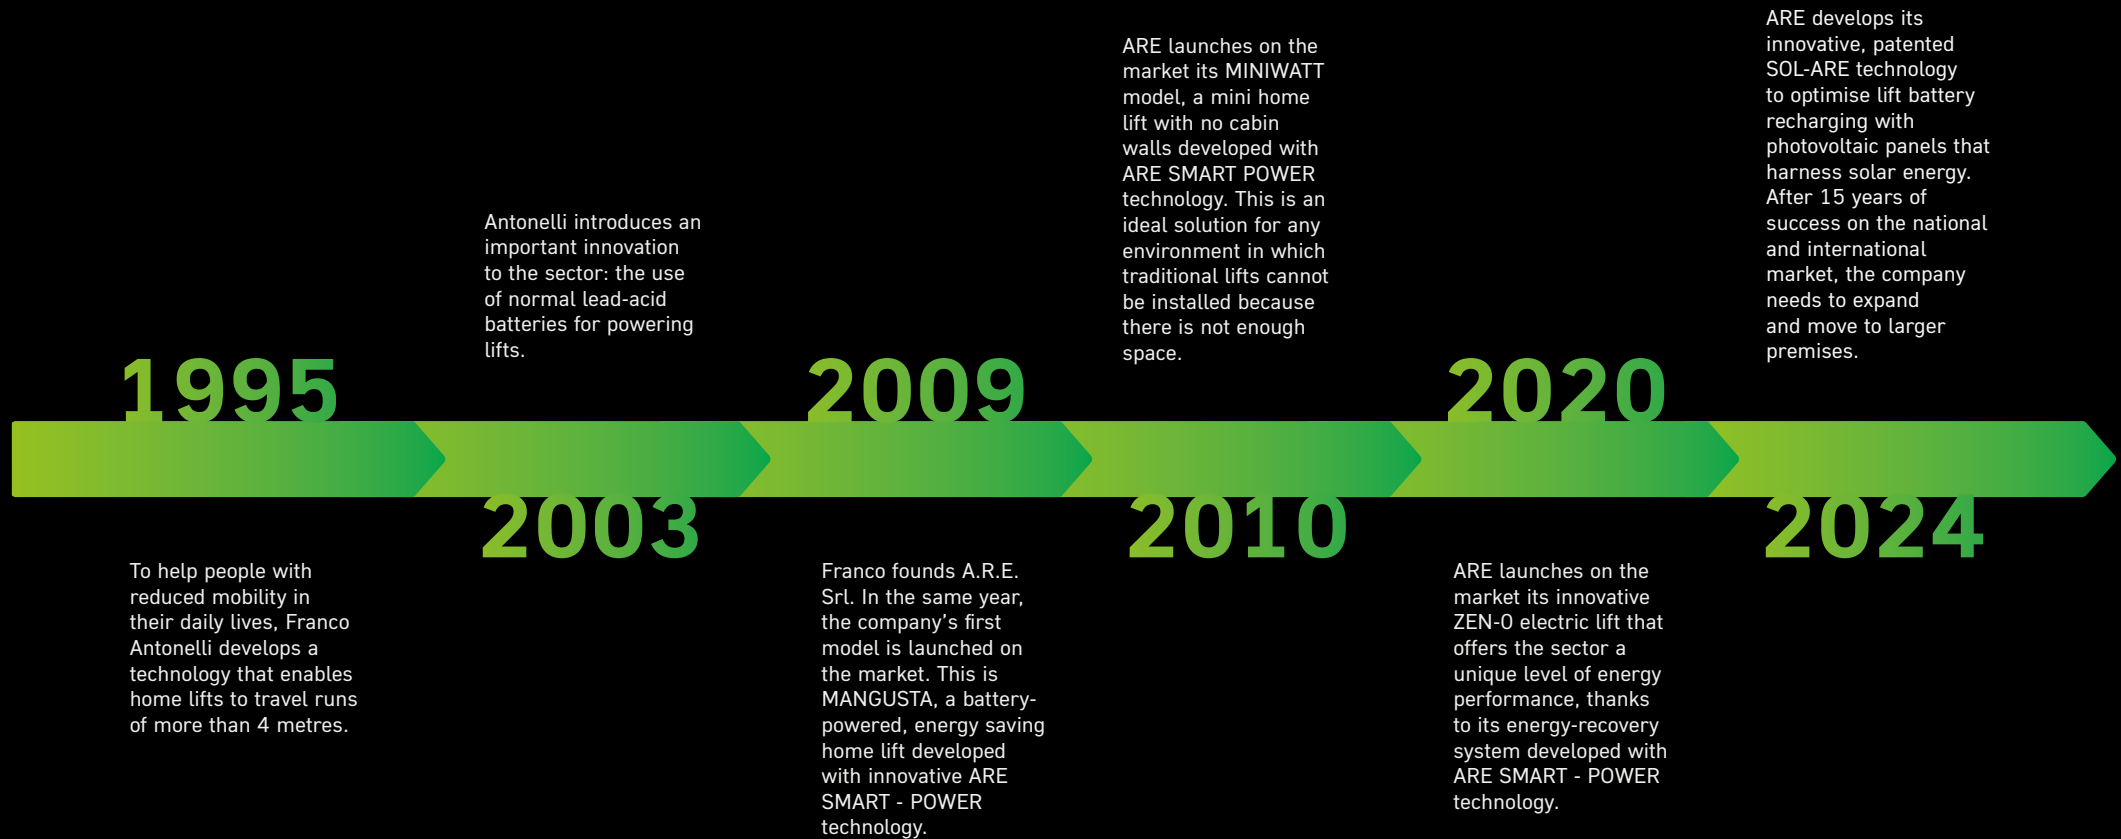 1995
To help people with
reduced mobility in
their daily lives, Franco
Antonelli develops a
technology that enables
home lifts to travel runs
of more than 4 metres.
2003
Antonelli introduces an
important innovation
to the sector: the use
of normal lead-acid
batteries for powering
lifts.
2009
Franco founds A.R.E.
Srl. In the same year,
the company’s first
model is launched on
the market. This is
MANGUSTA, a battery-
powered, energy saving
home lift developed
with innovative ARE
SMART - POWER
technology.
2010
ARE launches on the
market its MINIWATT
model, a mini home
lift with no cabin
walls developed with
ARE SMART POWER
technology. This is an
ideal solution for any
environment in which
traditional lifts cannot
be installed because
there is not enough
space.
2020
ARE launches on the
market its innovative
ZEN-0 electric lift that
offers the sector a
unique level of energy
performance, thanks
to its energy-recovery
system developed with
ARE SMART - POWER
technology.
2024
ARE develops its
innovative, patented
SOL-ARE technology
to optimise lift battery
recharging with
photovoltaic panels that
harness solar energy.
After 15 years of
success on the national
and international
market, the company
needs to expand
and move to larger
premises.